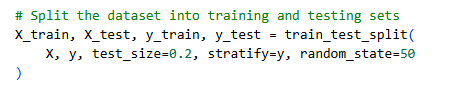 # Split the dataset into training and testing sets
X_train, X_test, y_train, y_test = train_test_split(
    X, y, test_size=0.2, stratify=y, random_state=50
)